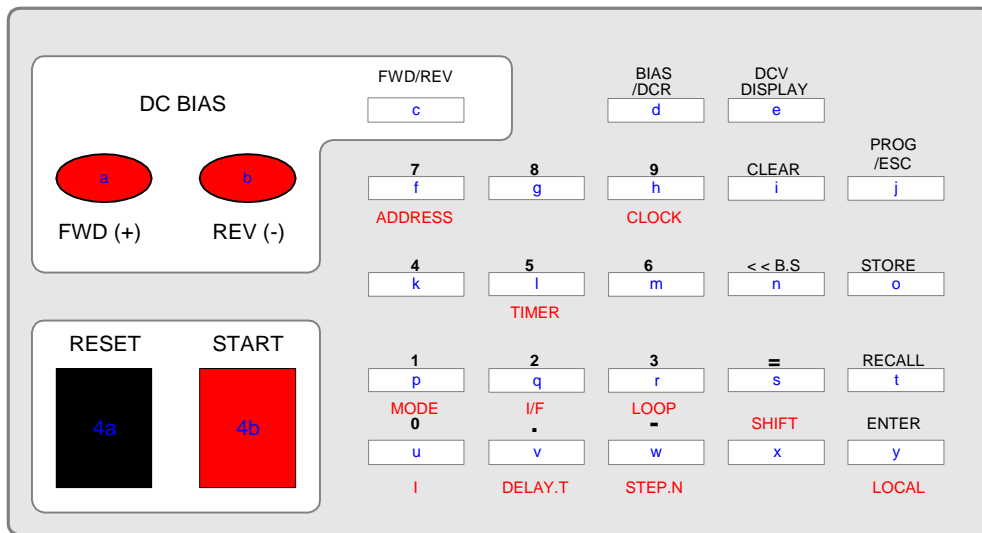 FWD/REV
BIAS
/DCR
DCV
DISPLAY
c
d
e
DC BIAS
a
b
FWD (+)
REV (-)
7
8
9
CLEAR
PROG
/ESC
f
g
h
i
j
ADDRESS
CLOCK
4
5
6
< < B.S
STORE
k
l
m
n
o
TIMER
RESET
START
4a
4b
1
2
3
=
RECALL
p
q
r
s
t
MODE
I/F
LOOP
SHIFT
0
.
-
ENTER
u
v
w
x
y
I
DELAY.T
STEP.N
LOCAL